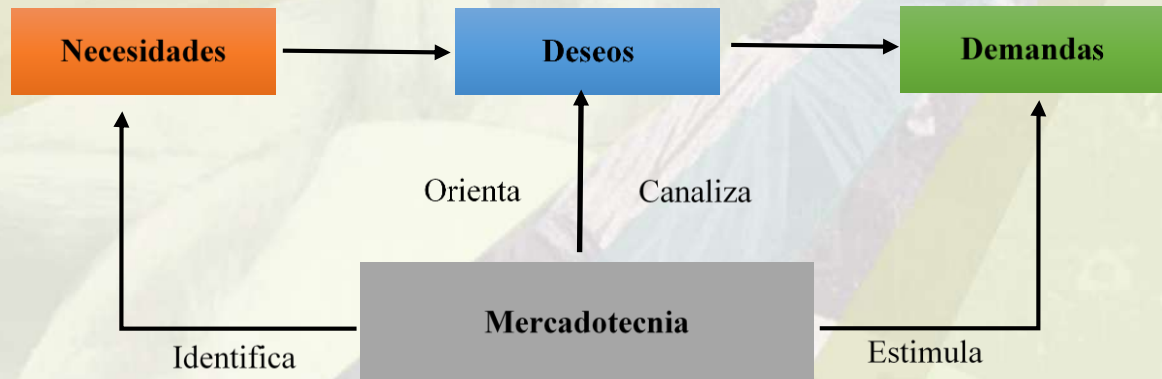 Necesidades
Deseos
Demandas
Orienta
Canaliza
Mercadotecnia
Identifica
Estimula